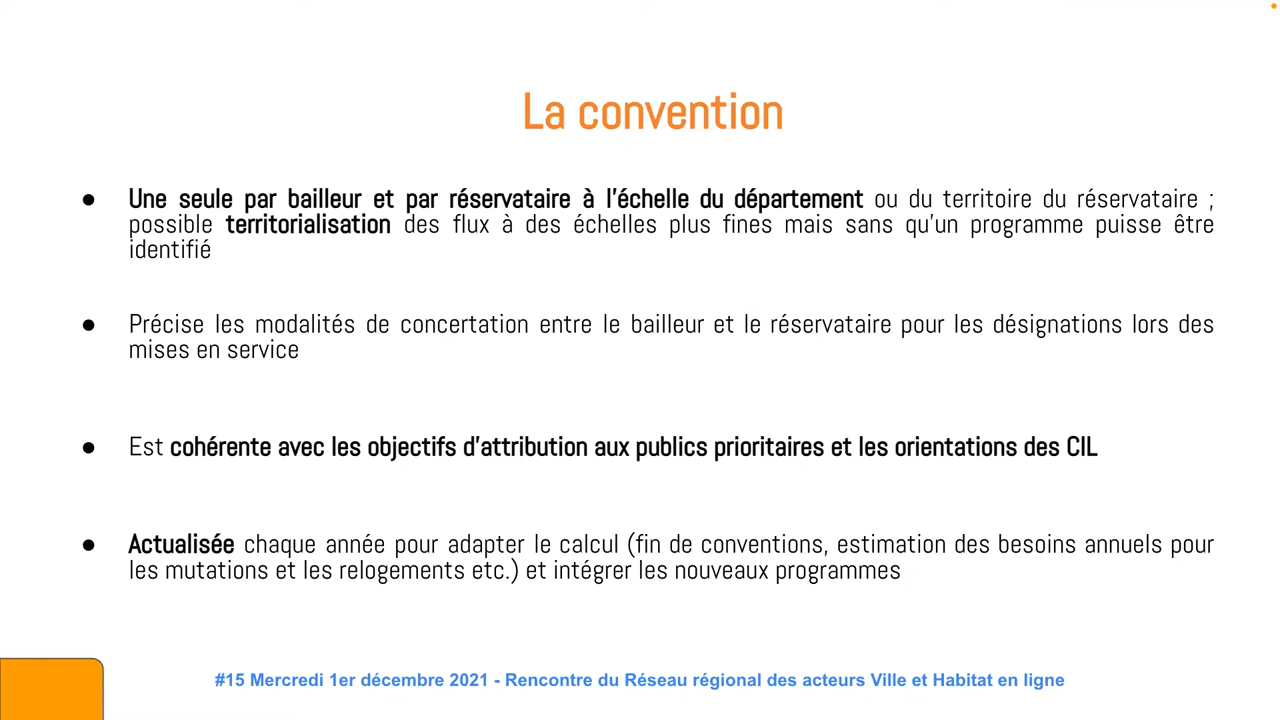 La convention
● Une seule par bailleur et par réservataire à l'échelle du département ou du territoire du réservataire ;
possible territorialisation des flux à des échelles plus fines mais sans qu'un programme puisse être
identifié
● Précise les modalités de concertation entre le bailleur et le réservataire pour les désignations lors des
mises en service
● Est cohérente avec les objectifs d'attribution aux publics prioritaires et les orientations des CIL
● Actualisée chaque année pour adapter le calcul (fin de conventions, estimation des besoins annuels pour
les mutations et les relogements etc.) et intégrer les nouveaux programmes
#15 Mercredi 1er décembre 2021 - Rencontre du Réseau régional des acteurs Ville et Habitat en ligne